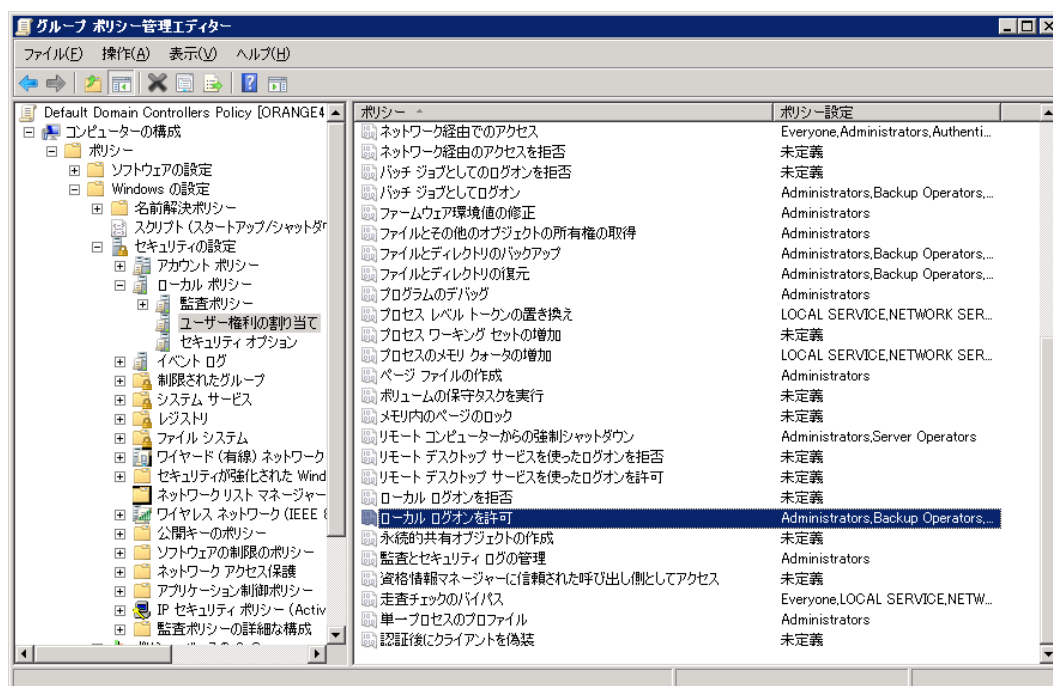 グループ ポリシー管理エディター
ファイル(F) 操作(A) 表示(V) ヘルプ(H)
Default Domain Controllers Policy [ORANGE4
コンピューターの構成
ポリシー
ソフトウェアの設定
Windows の設定
名前解決ポリシー
スクリプト (スタートアップ/シャットダ
セキュリティの設定
アカウント ポリシー
ローカル ポリシー
監査ポリシー
ユーザー権利の割り当て
セキュリティ オプション
イベント ログ
制限されたグループ
システム サービス
レジストリ
ファイル システム
ワイヤード (有線) ネットワーク
セキュリティが強化された Wind
ネットワーク リスト マネージャー
ワイヤレス ネットワーク (IEEE 8
公開キーのポリシー
ソフトウェアの制限のポリシー
ネットワーク アクセス保護
アプリケーション制御ポリシー
IP セキュリティ ポリシー (Activ
監査ポリシーの詳細な構成
ポリシー ポリシー設定
ネットワーク経由でのアクセス Everyone,Administrators,Authenti...
ネットワーク経由のアクセスを拒否 未定義
バッチ ジョブとしてのログオンを拒否 未定義
バッチ ジョブとしてログオン Administrators,Backup Operators,...
ファームウェア環境値の修正 Administrators
ファイルとその他のオブジェクトの所有権の取得 Administrators
ファイルとディレクトリのバックアップ Administrators,Backup Operators,...
ファイルとディレクトリの復元 Administrators,Backup Operators,...
プログラムのデバッグ Administrators
プロセス レベル トークンの置き換え LOCAL SERVICE,NETWORK SER...
プロセス ワーキング セットの増加 未定義
プロセスのメモリ クォータの増加 LOCAL SERVICE,NETWORK SER...
ページ ファイルの作成 Administrators
ボリュームの保守タスクを実行 未定義
メモリ内のページのロック 未定義
リモート コンピューターからの強制シャットダウン Administrators,Server Operators
リモート デスクトップ サービスを使ったログオンを拒否 未定義
リモート デスクトップ サービスを使ったログオンを許可 未定義
ローカル ログオンを拒否 未定義
ローカル ログオンを許可 Administrators,Backup Operators,...
永続的共有オブジェクトの作成 未定義
監査とセキュリティ ログの管理 Administrators
資格情報マネージャーに信頼された呼び出し側としてアクセス 未定義
走査チェックのバイパス Everyone,LOCAL SERVICE,NETW...
単一プロセスのプロファイル Administrators
認証後にクライアントを偽装 未定義